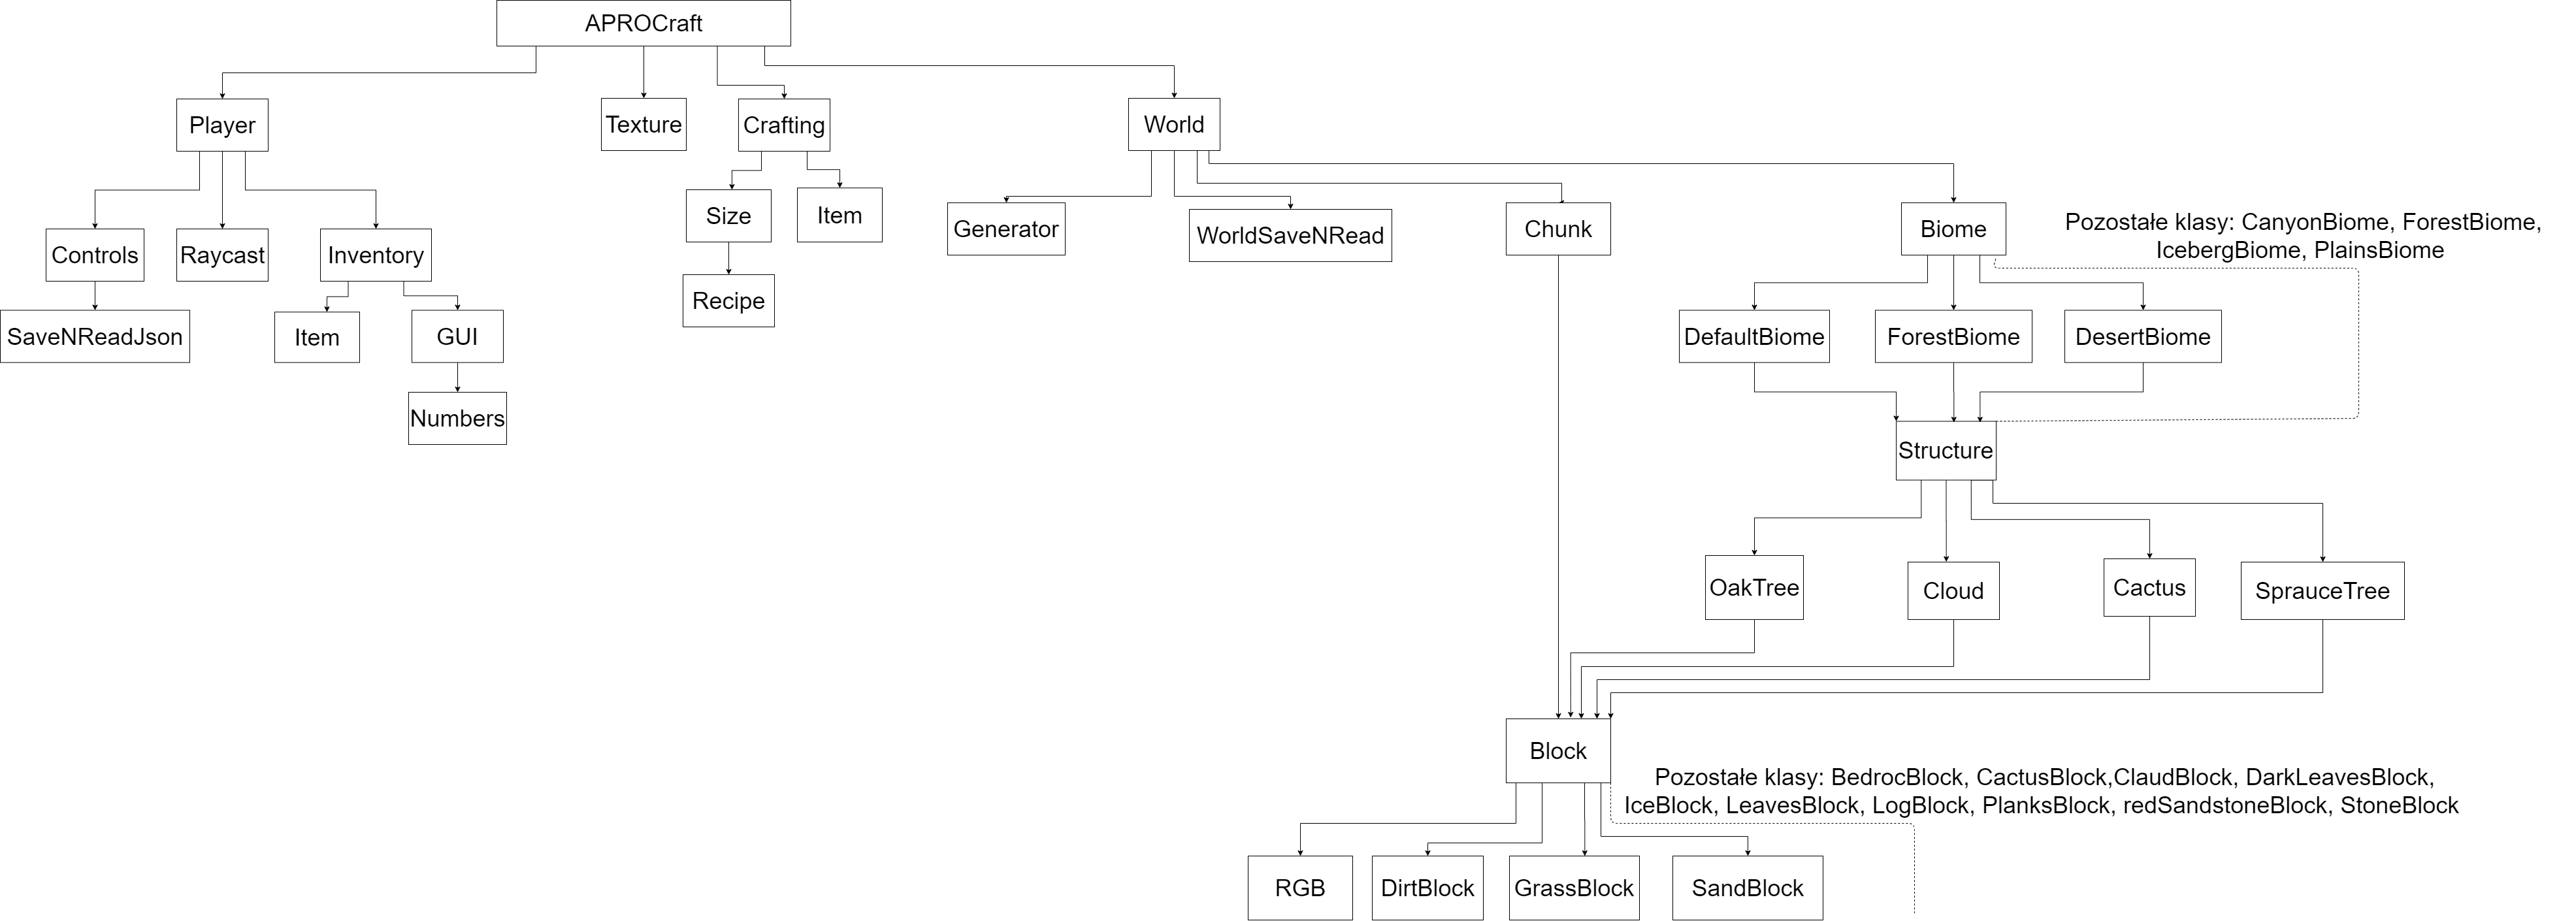 APROCraft
Player
Texture
Crafting
World
Controls
Raycast
Inventory
Size
Item
Generator
WorldSaveNRead
Chunk
Biome
Pozostałe klasy: CanyonBiome, ForestBiome,
IcebergBiome, PlainsBiome
SaveNReadJson
Item
GUI
Recipe
DefaultBiome
ForestBiome
DesertBiome
Numbers
Structure
OakTree
Cloud
Cactus
SprauceTree
Block
Pozostałe klasy: BedrocBlock, CactusBlock,ClaudBlock, DarkLeavesBlock,
IceBlock, LeavesBlock, LogBlock, PlanksBlock, redSandstoneBlock, StoneBlock
RGB
DirtBlock
GrassBlock
SandBlock